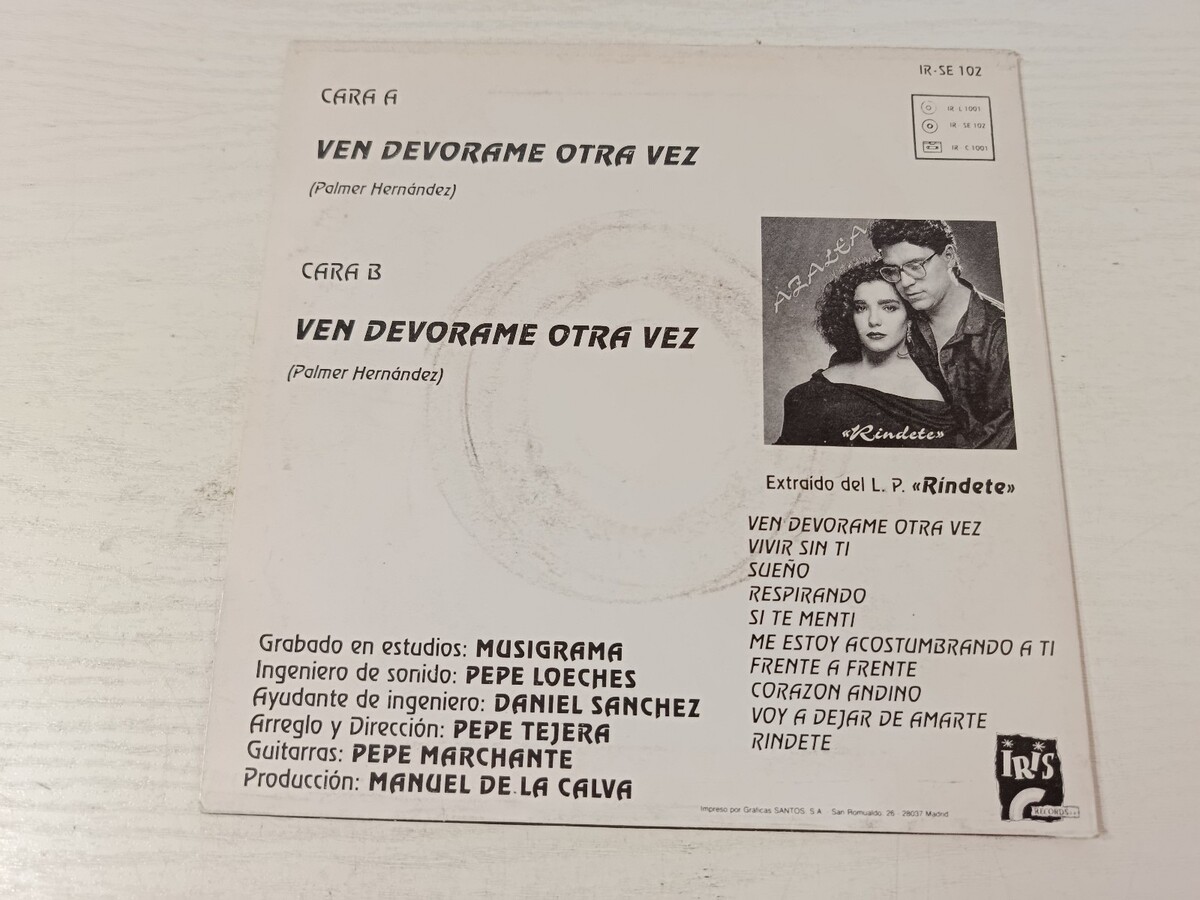 IR-SE 102
IR-L 1001
IR-SE 102
IR-C 1001
CARA A
VEN DEVORAME OTRA VEZ
(Palmer Hernández)
CARA B
VEN DEVORAME OTRA VEZ
(Palmer Hernández)
AZALEA
«Ríndete»
Extraido del L. P. «Ríndete»
VEN DEVORAME OTRA VEZ
VIVIR SIN TI
SUEÑO
RESPIRANDO
SI TE MENTI
ME ESTOY ACOSTUMBRANDO A TI
FRENTE A FRENTE
CORAZON ANDINO
VOY A DEJAR DE AMARTE
RINDETE
Grabado en estudios: MUSIGRAMA
Ingeniero de sonido: PEPE LOECHES
Ayudante de ingeniero: DANIEL SANCHEZ
Arreglo y Dirección: PEPE TEJERA
Guitarras: PEPE MARCHANTE
Producción: MANUEL DE LA CALVA
IRIS
RECORDS
Impreso por Gráficas SANTOS, S.A. San Romualdo, 26 - 28037 Madrid